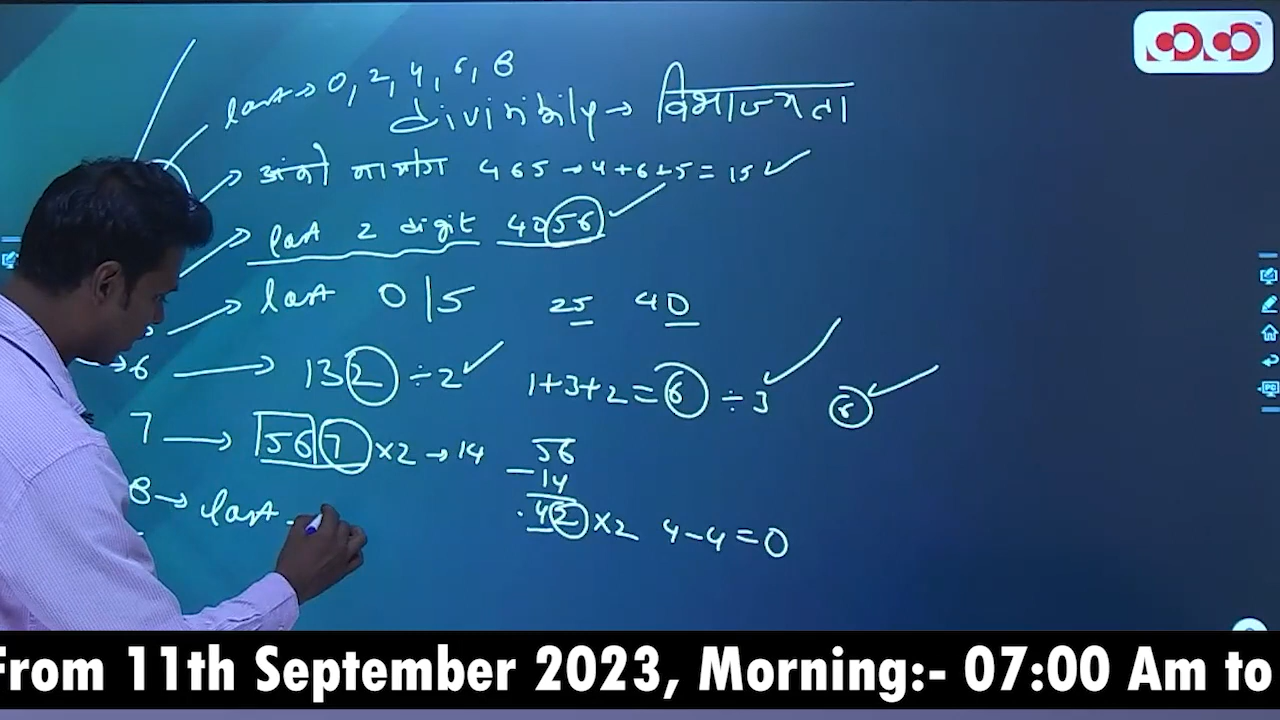 last → 0, 2, 4, 6, 8
divisibily → विभाज्यता
अंको का योग 465 → 4+6+5 = 15 ✓
last 2 digit 4056 ✓
last 0|5 25 40
→ 6 → 132 ÷2 ✓ 1+3+2 = 6 ÷ 3 ✓ 6 ✓
7 → 567 ×2 → 14 56
− 14
42 ×2 4−4=0
8 → last
From 11th September 2023, Morning:- 07:00 Am to